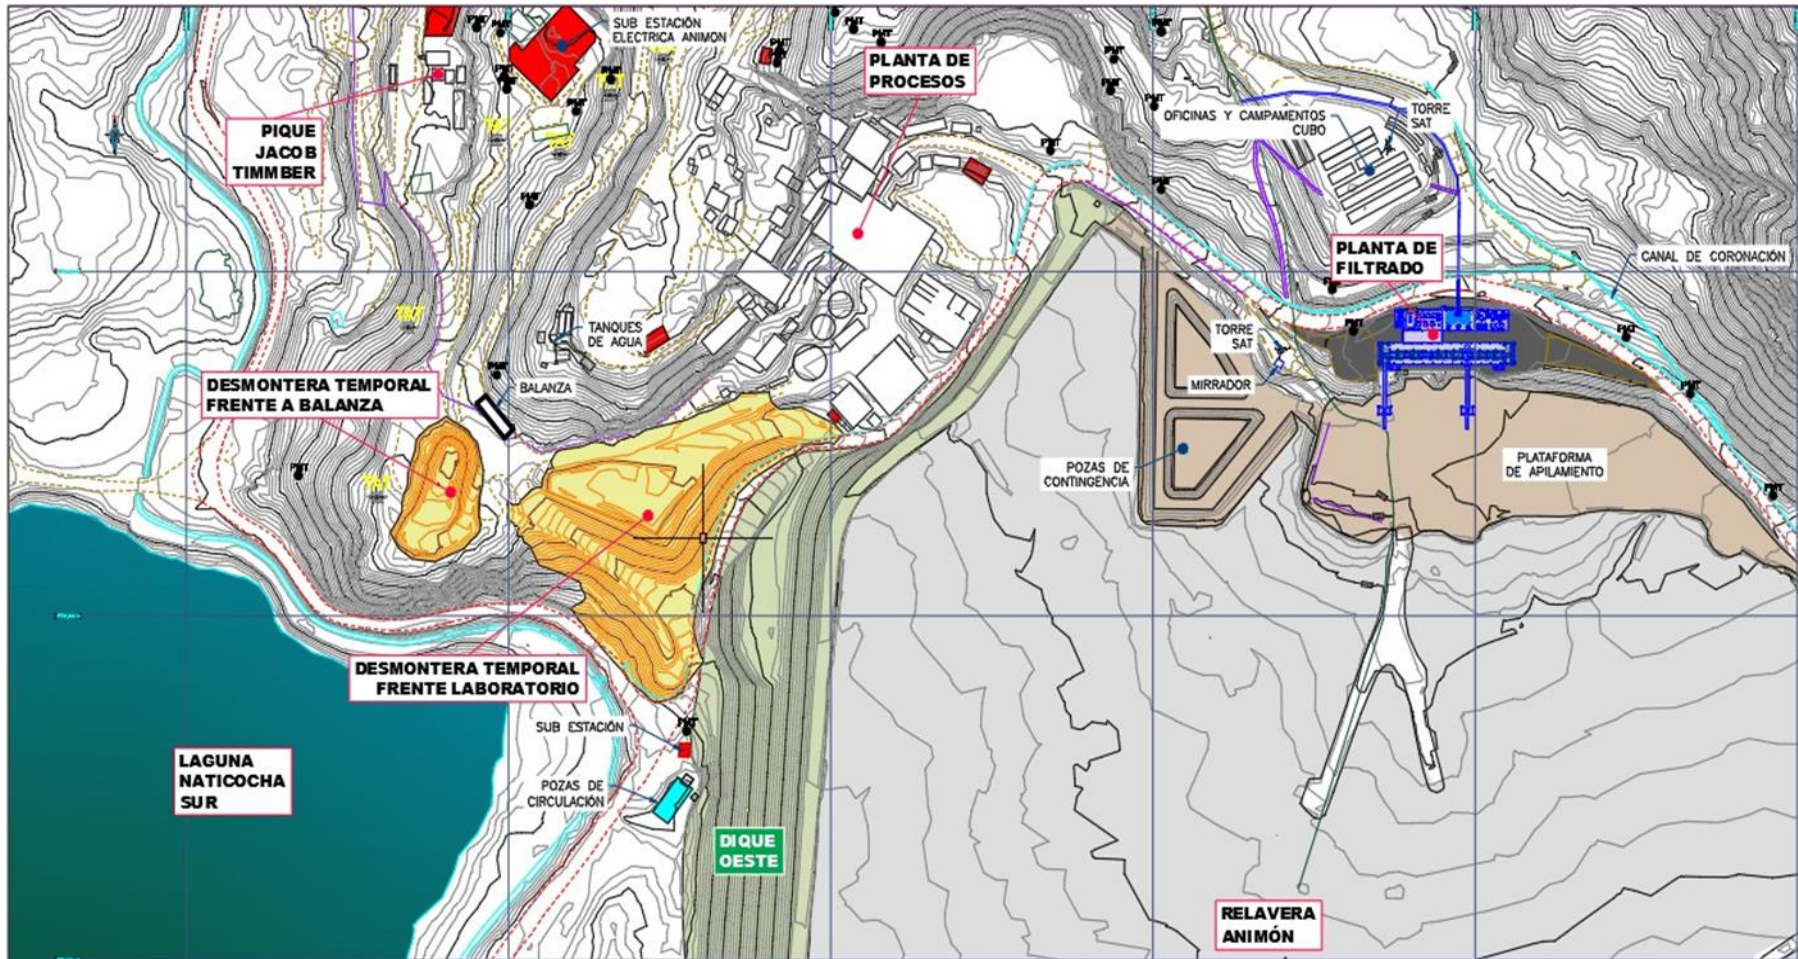 SUB ESTACIÓN
ELECTRICA ANIMON
PLANTA DE
PROCESOS
OFICINAS Y CAMPAMENTOS
CUBO
TORRE
SAT
PIQUE
JACOB
TIMMBER
PLANTA DE
FILTRADO
CANAL DE CORONACIÓN
TANQUES
DE AGUA
TORRE
SAT
MIRRADOR
DESMONTERA TEMPORAL
FRENTE A BALANZA
BALANZA
POZAS DE
CONTINGENCIA
PLATAFORMA
DE APILAMIENTO
DESMONTERA TEMPORAL
FRENTE LABORATORIO
SUB ESTACIÓN
LAGUNA
NATICOCHA
SUR
POZAS DE
CIRCULACIÓN
DIQUE
OESTE
RELAVERA
ANIMÓN